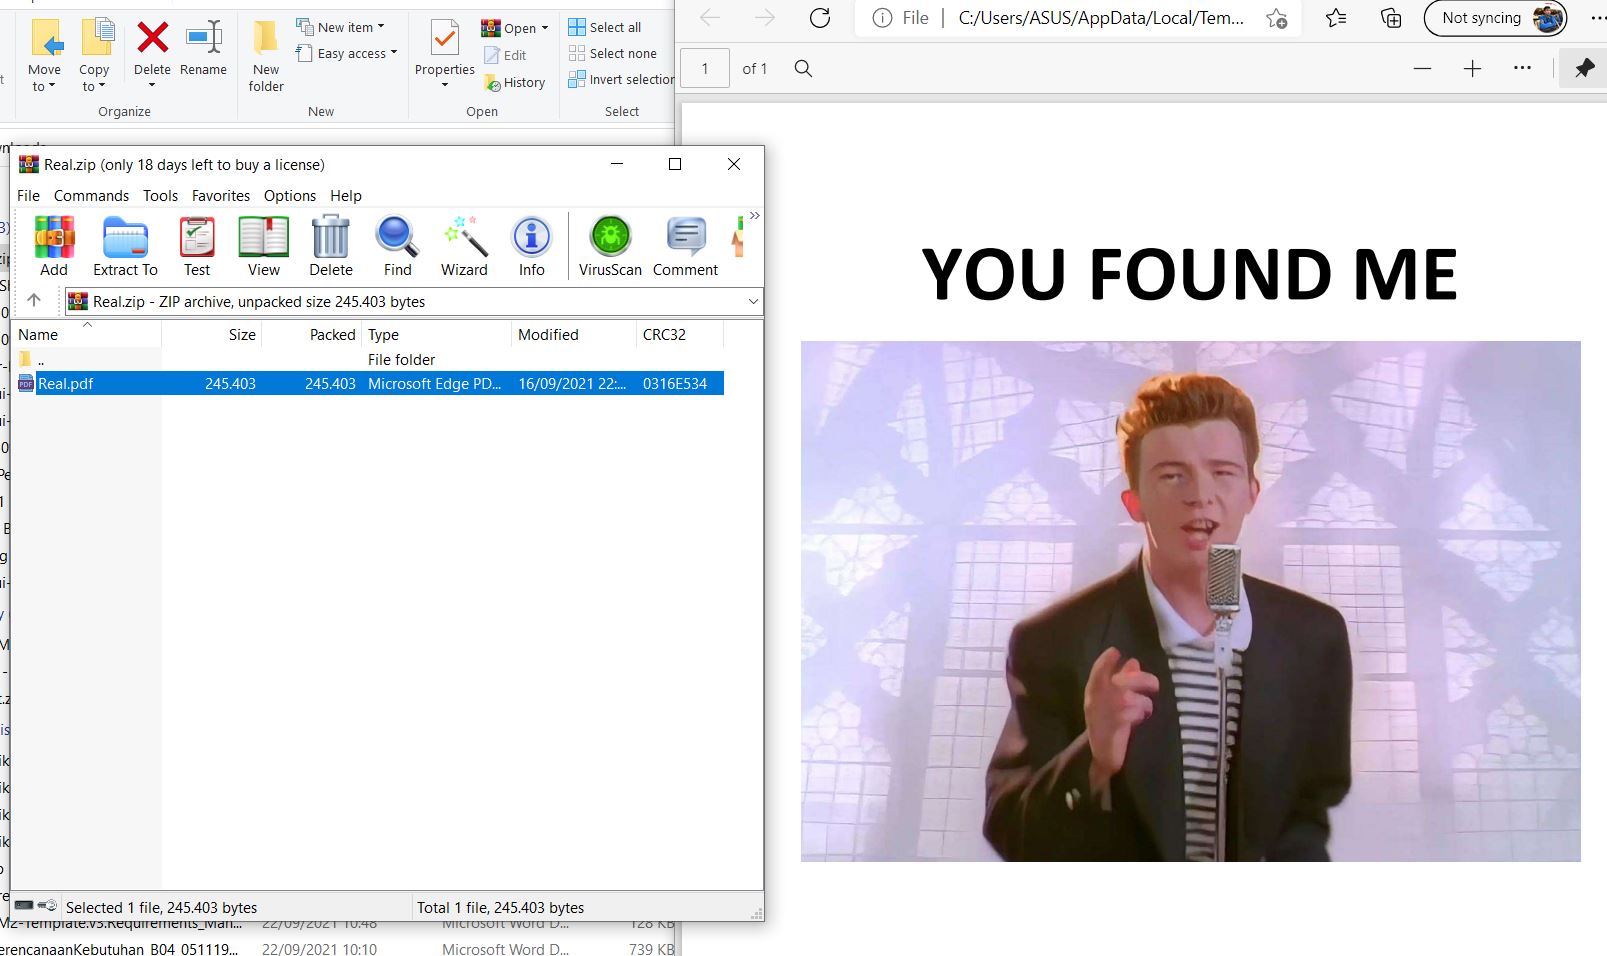 File
C:/Users/ASUS/AppData/Local/Tem...
Not syncing
1 of 1
Move to
Copy to
Delete
Rename
New folder
New item
Easy access
Properties
Open
Edit
History
Select all
Select none
Invert selection
Organize
New
Open
Select
Real.zip (only 18 days left to buy a license)
File Commands Tools Favorites Options Help
Add Extract To Test View Delete Find Wizard Info VirusScan Comment
Real.zip - ZIP archive, unpacked size 245.403 bytes
Name Size Packed Type Modified CRC32
.. File folder
Real.pdf 245.403 245.403 Microsoft Edge PD... 16/09/2021 22:... 0316E534
Selected 1 file, 245.403 bytes Total 1 file, 245.403 bytes
22/09/2021 10:48 Microsoft Word D... 128 KB
erencanaanKebutuhan_B04_051119... 22/09/2021 10:10 Microsoft Word D... 739 KB
YOU FOUND ME